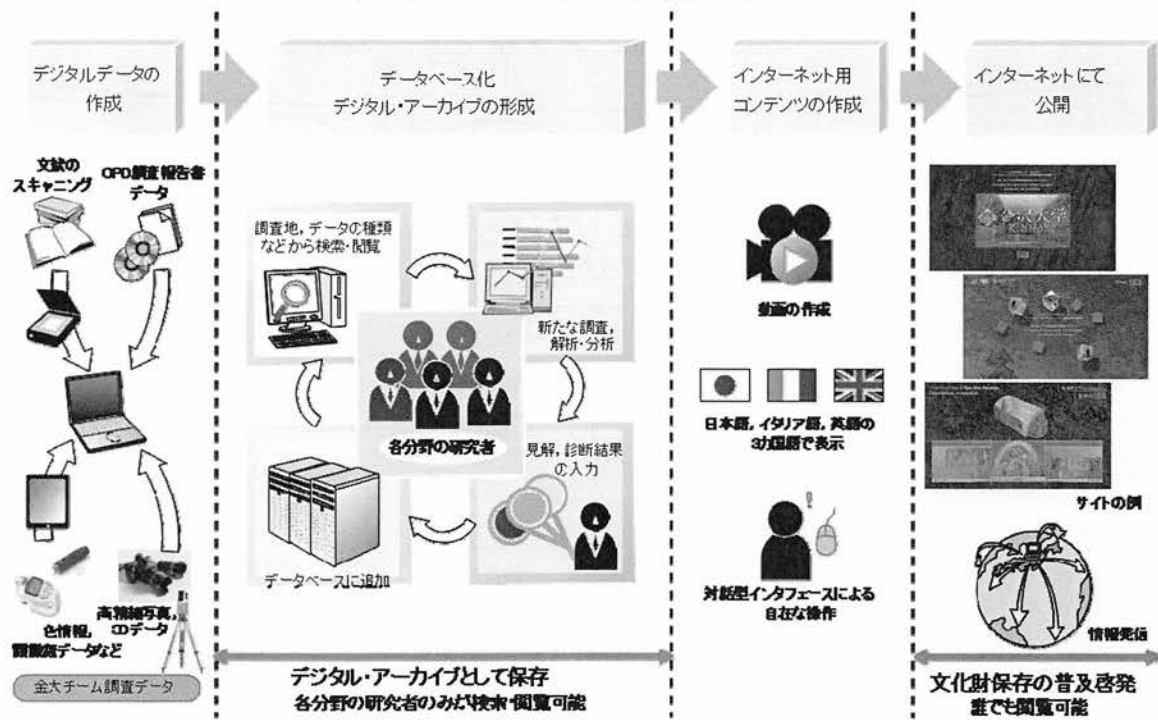 デジタルデータの
作成
データベース化
デジタル・アーカイブの形成
インターネット用
コンテンツの作成
インターネットにて
公開
文献の
スキャニング
OPD調査報告書
データ
調査地，データの種類
などから検索・閲覧
新たな調査，
解析・分析
各分野の研究者
見解，診断結果
の入力
データベースに追加
動画の作成
日本語，イタリア語，英語の
3カ国語で表示
対話型インタフェースによる
自在な操作
サイトの例
情報発信
高精細写真，
色情報，
データなど
金大チーム調査データ
デジタル・アーカイブとして保存
各分野の研究者のみが検索・閲覧可能
文化財保存の普及啓発
誰でも閲覧可能